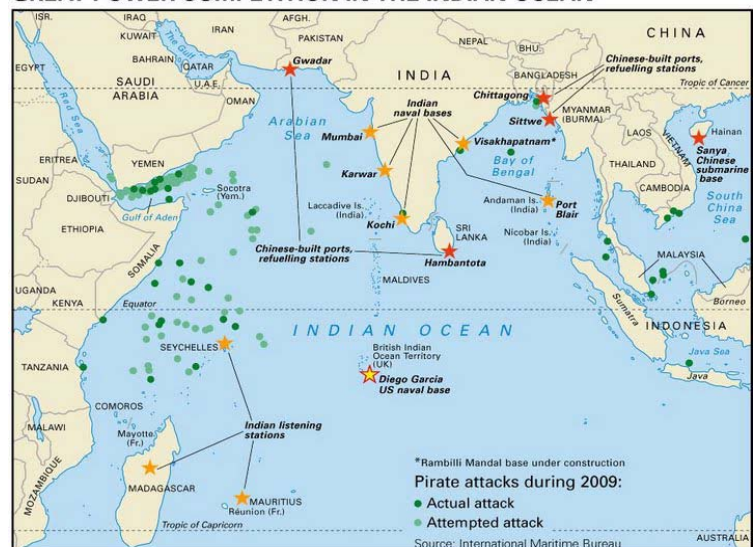 GREAT POWER COMPETITION IN THE INDIAN OCEAN
ISR.
IRAQ
IRAN
AFGH.
CHINA
JORDAN
KUWAIT
PAKISTAN
NEPAL
BHU.
Chinese-built ports,
refuelling stations
EGYPT
BAHRAIN
The Gulf
QATAR
U.A.E.
Gwadar
INDIA
BANGLADESH
Tropic of Cancer
SAUDI
ARABIA
Red Sea
OMAN
Chittagong
Sittwe
MYANMAR
(BURMA)
Arabian
Sea
Indian
naval bases
Mumbai
Visakhapatnam*
LAOS
VIETNAM
Hainan
Sanya
Chinese
submarine
base
ERITREA
YEMEN
Karwar
Bay of
Bengal
THAILAND
SUDAN
DJIBOUTI
Socotra
(Yem.)
Gulf of Aden
CAMBODIA
Laccadive Is.
(India)
Kochi
Andaman Is.
(India)
Port
Blair
South
China
Sea
ETHIOPIA
SOMALIA
Chinese-built ports,
refuelling stations
SRI
LANKA
Hambantota
Nicobar Is.
(India)
MALAYSIA
MALDIVES
UGANDA
KENYA
Equator
Sumatra
Borneo
INDIAN OCEAN
INDONESIA
SEYCHELLES
British Indian
Ocean Territory
(UK)
TANZANIA
Diego Garcia
US naval base
Java Sea
Java
COMOROS
MALAWI
Mayotte
(Fr.)
Indian listening
stations
MOZAMBIQUE
MADAGASCAR
MAURITIUS
Réunion (Fr.)
Tropic of Capricorn
*Rambilli Mandal base under construction
Pirate attacks during 2009:
Actual attack
Attempted attack
Source: International Maritime Bureau
AUSTRALIA